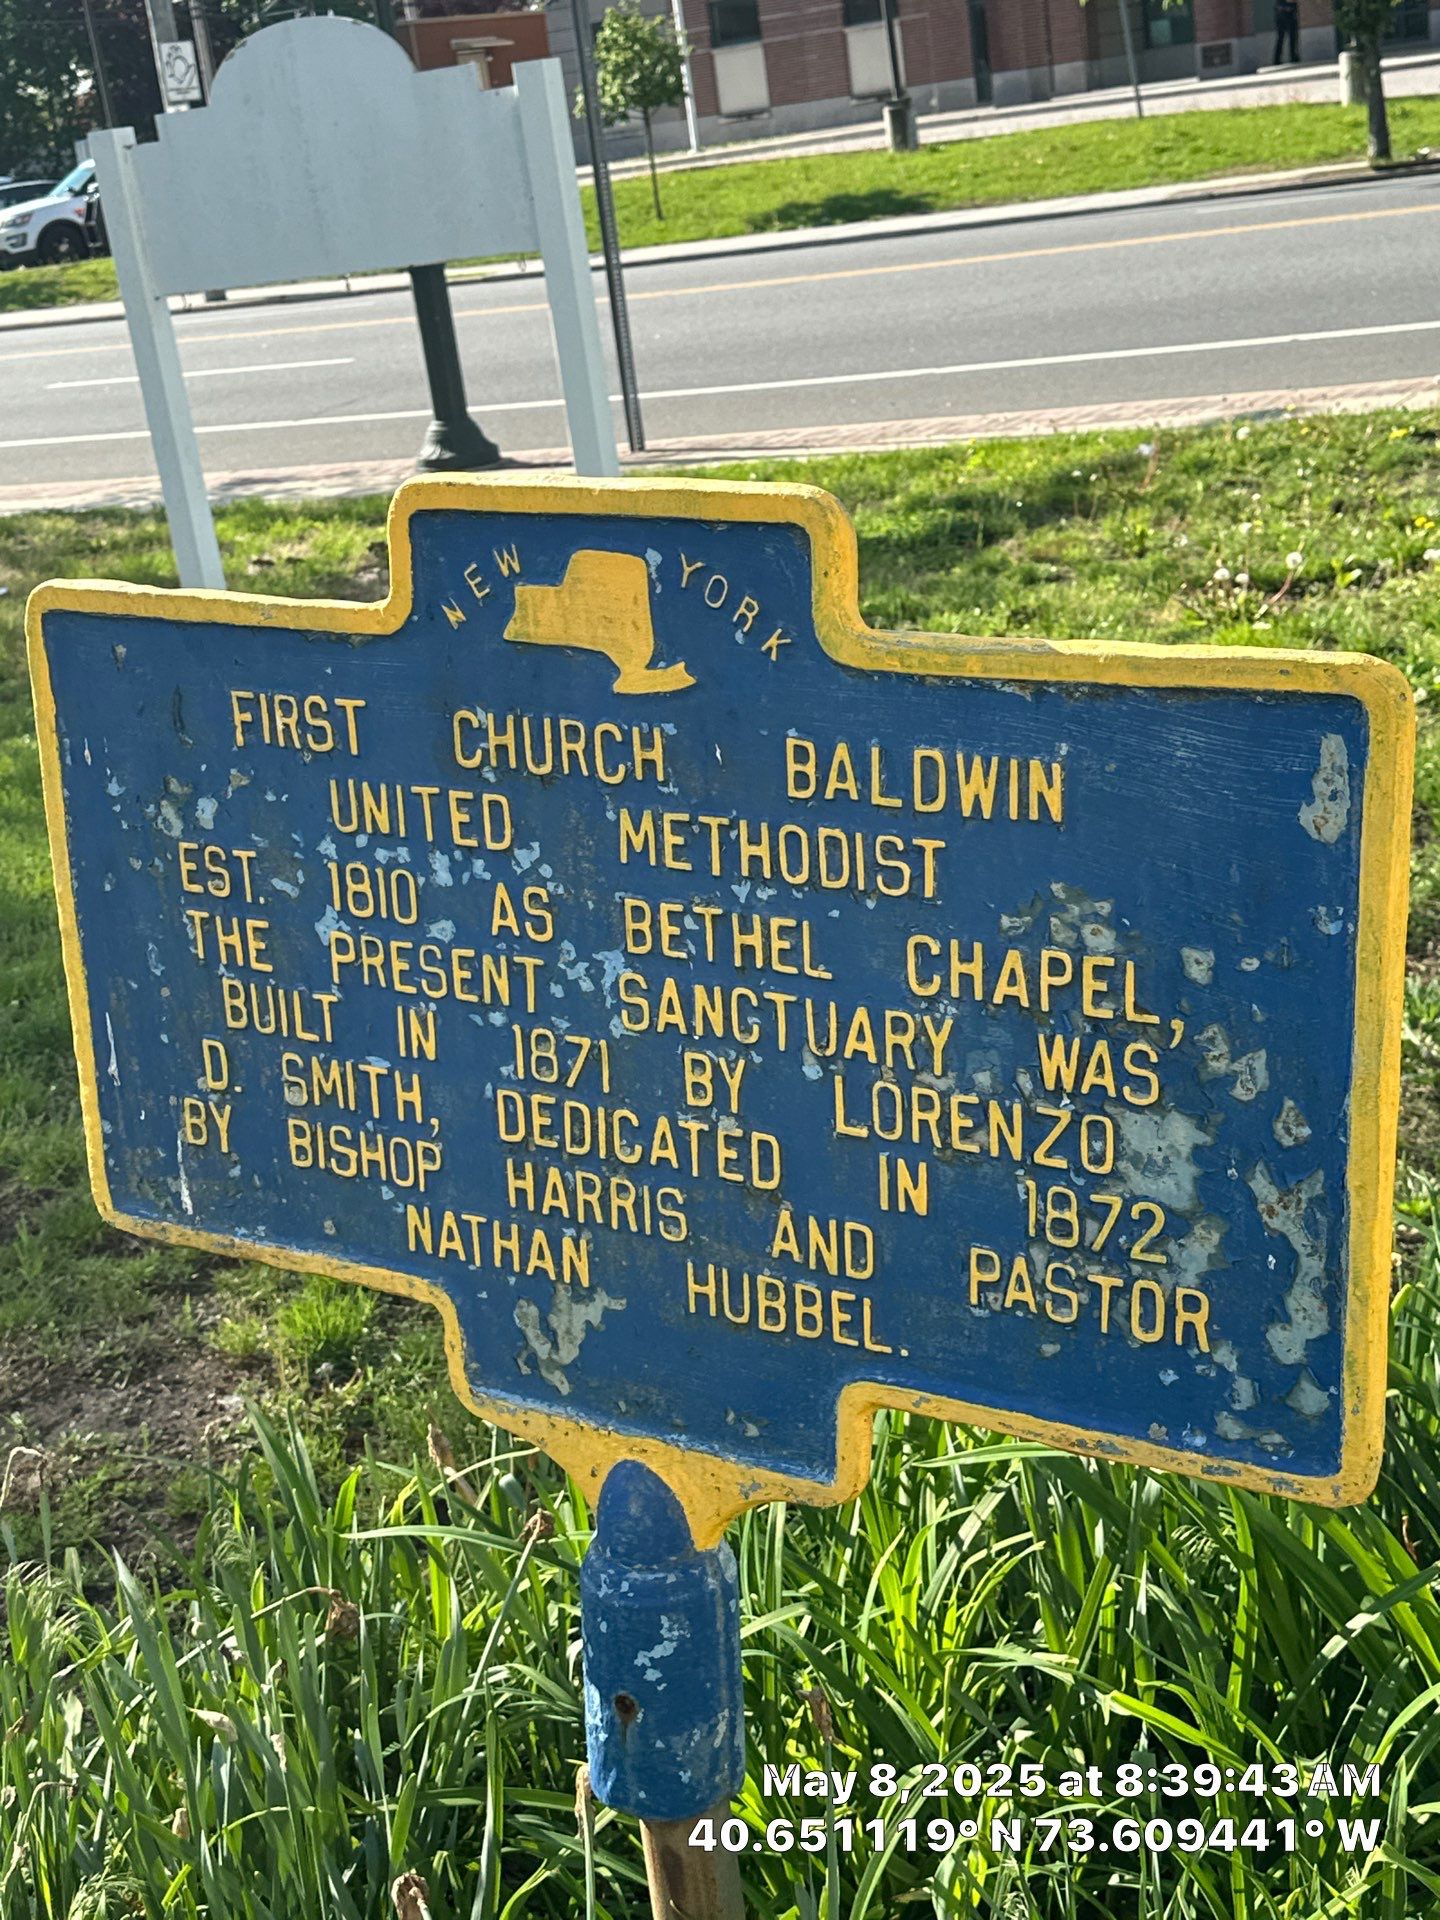 NEW YORK
FIRST CHURCH BALDWIN
UNITED METHODIST
EST. 1810 AS BETHEL CHAPEL,
THE PRESENT SANCTUARY WAS
BUILT IN 1871 BY LORENZO
D. SMITH, DEDICATED IN 1872
BY BISHOP HARRIS AND PASTOR
NATHAN HUBBEL.
May 8, 2025 at 8:39:43 AM
40.651119° N 73.609441° W